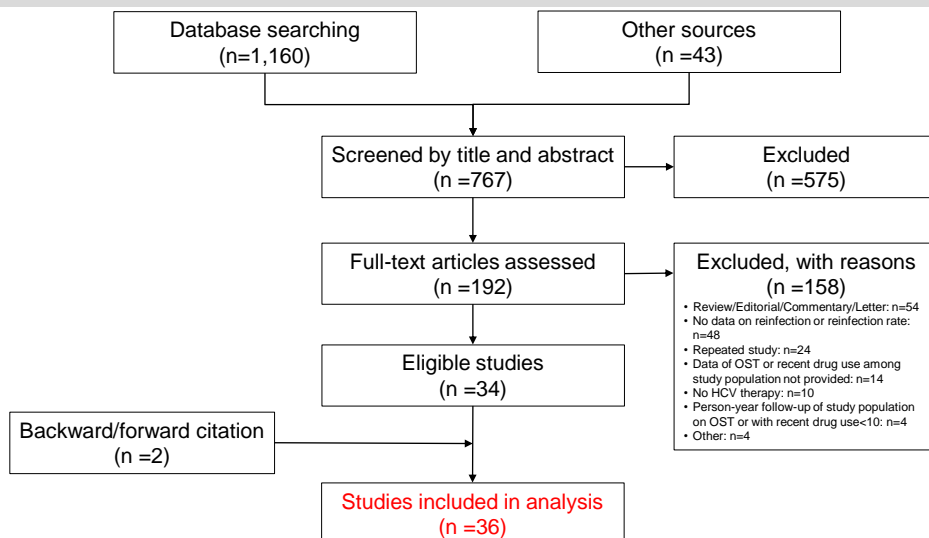 Database searching
(n=1,160)
Other sources
(n =43)
Screened by title and abstract
(n =767)
Excluded
(n =575)
Full-text articles assessed
(n =192)
Excluded, with reasons
(n =158)
• Review/Editorial/Commentary/Letter: n=54
• No data on reinfection or reinfection rate:
n=48
• Repeated study: n=24
• Data of OST or recent drug use among
study population not provided: n=14
• No HCV therapy: n=10
• Person-year follow-up of study population
on OST or with recent drug use<10: n=4
• Other: n=4
Eligible studies
(n =34)
Backward/forward citation
(n =2)
Studies included in analysis
(n =36)